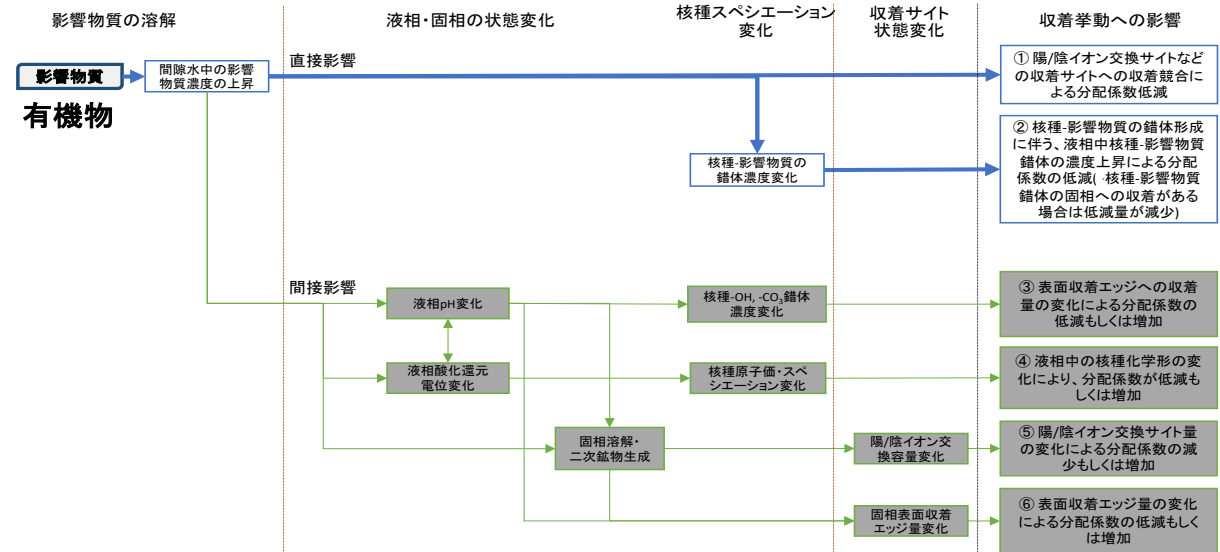 影響物質の溶解
液相・固相の状態変化
核種スペシエーション
変化
収着サイト
状態変化
収着挙動への影響
影響物質
有機物
間隙水中の影響
物質濃度の上昇
直接影響
① 陽/陰イオン交換サイトなど
の収着サイトへの収着競合に
よる分配係数低減
核種-影響物質の
錯体濃度変化
② 核種-影響物質の錯体形成
に伴う、液相中核種-影響物質
錯体の濃度上昇による分配
係数の低減( ·核種-影響物質
錯体の固相への収着がある
場合は低減量が減少)
間接影響
液相pH変化
核種-OH, -CO₃錯体
濃度変化
③ 表面収着エッジへの収着
量の変化による分配係数の
低減もしくは増加
液相酸化還元
電位変化
核種原子価・スペ
シエーション変化
④ 液相中の核種化学形の変
化により、分配係数が低減も
しくは増加
固相溶解・
二次鉱物生成
陽/陰イオン交
換容量変化
⑤ 陽/陰イオン交換サイト量
の変化による分配係数の減
少もしくは増加
固相表面収着
エッジ量変化
⑥ 表面収着エッジ量の変化
による分配係数の低減もしく
は増加